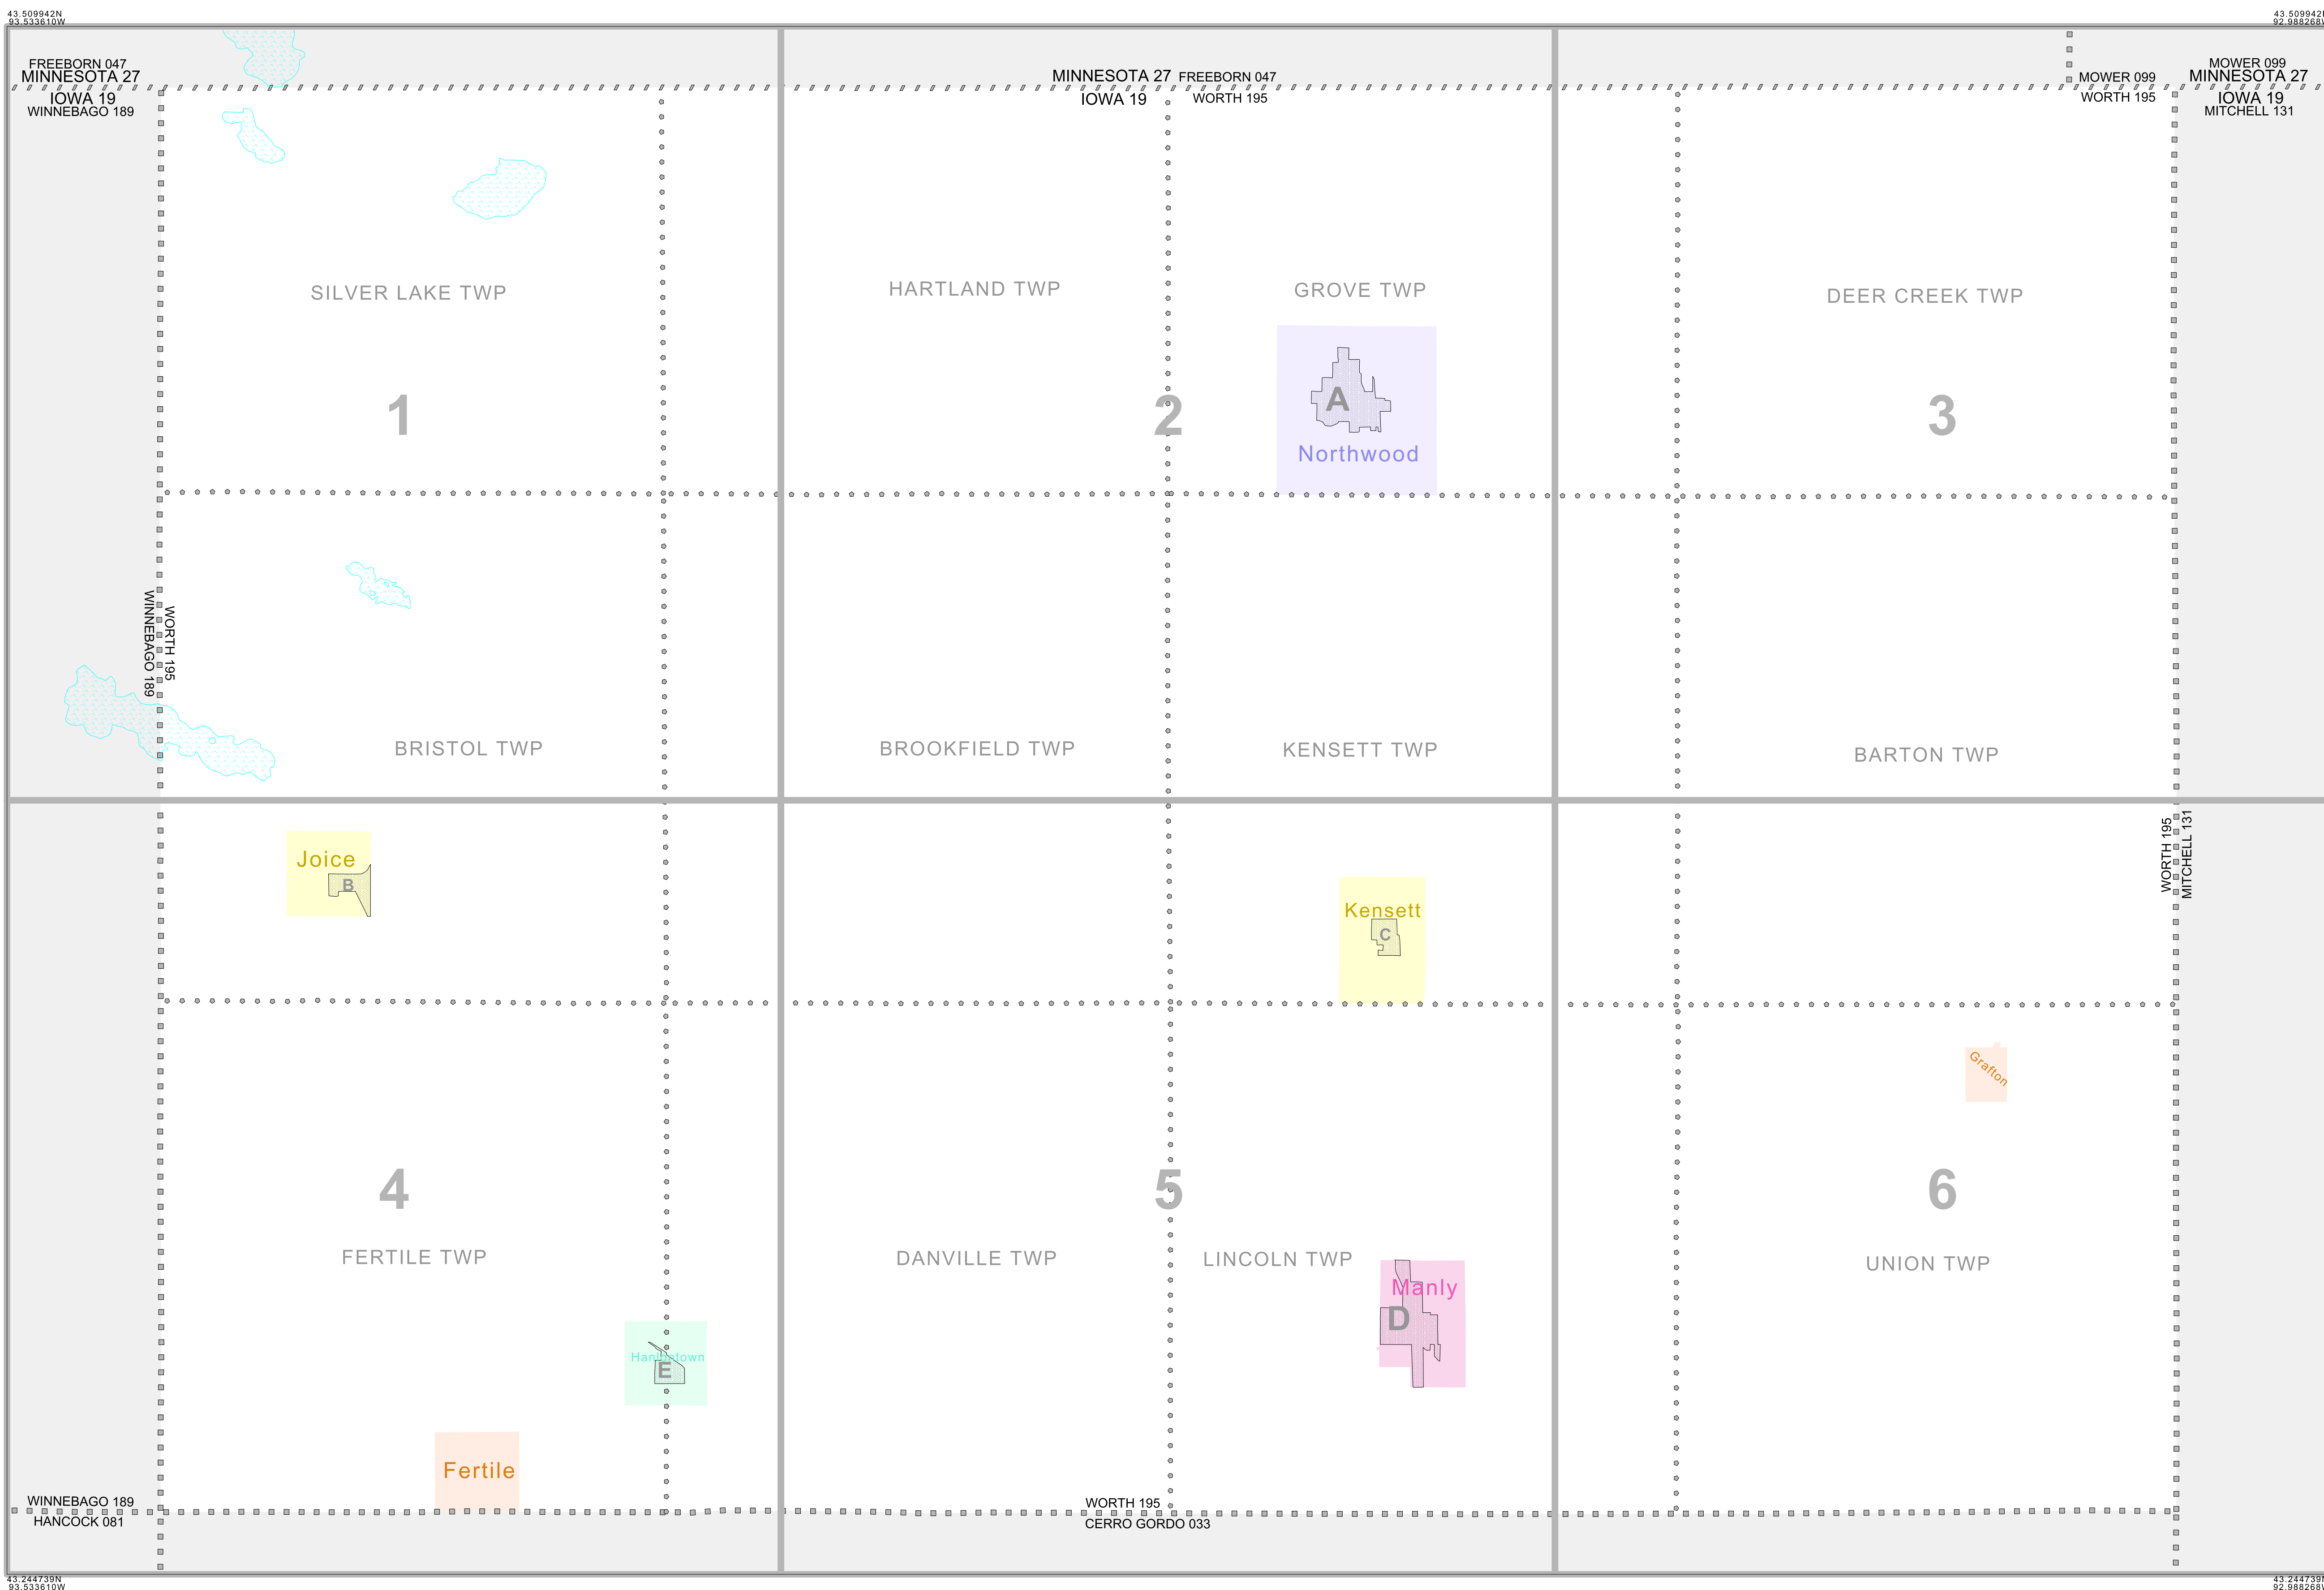 43.509942N
93.533610W
43.509942N
92.988268W
FREEBORN 047
MINNESOTA 27
IOWA 19
WINNEBAGO 189
MINNESOTA 27 FREEBORN 047
IOWA 19 WORTH 195
MOWER 099
WORTH 195
MOWER 099
MINNESOTA 27
IOWA 19
MITCHELL 131
SILVER LAKE TWP
HARTLAND TWP
GROVE TWP
DEER CREEK TWP
1
2
A
3
Northwood
WINNEBAGO 189
WORTH 195
BRISTOL TWP
BROOKFIELD TWP
KENSETT TWP
BARTON TWP
WORTH 195
MITCHELL 131
Joice
B
Kensett
C
Grafton
4
5
6
FERTILE TWP
DANVILLE TWP
LINCOLN TWP
UNION TWP
Manly
D
Hanlontown
E
Fertile
WINNEBAGO 189
HANCOCK 081
WORTH 195
CERRO GORDO 033
43.244739N
93.533610W
43.244739N
92.988268W